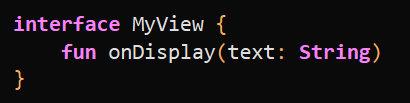 interface MyView {
    fun onDisplay(text: String)
}